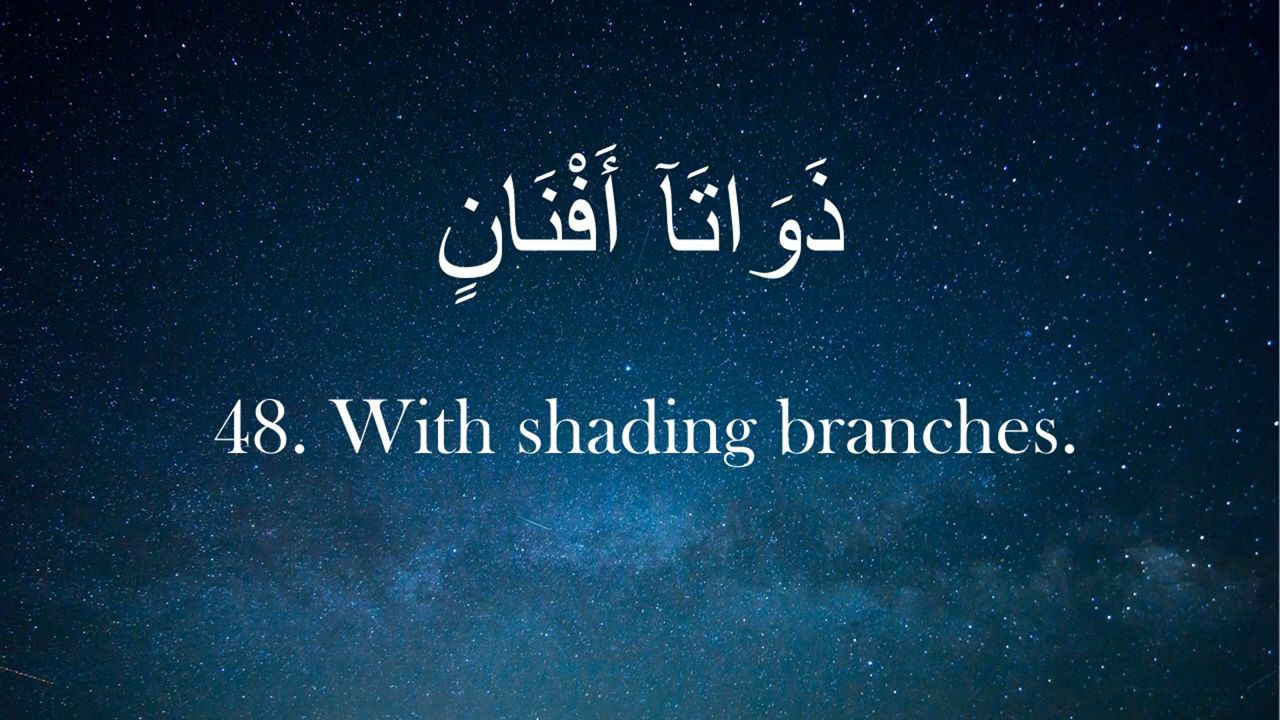 ذَوَاتَآ أَفْنَانٍ
48. With shading branches.